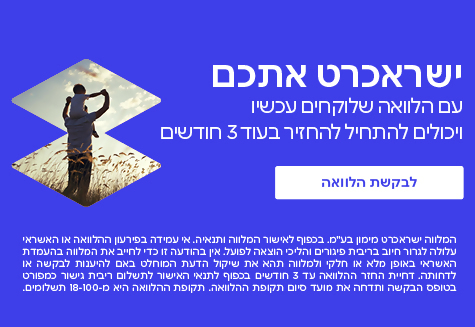 ישראכרט אתכם
עם הלוואה שלוקחים עכשיו
ויכולים להתחיל להחזיר בעוד 3 חודשים
לבקשת הלוואה
המלווה ישראכרט מימון בע"מ. בכפוף לאישור המלווה ותנאיה. אי עמידה בפירעון ההלוואה או האשראי
עלולה לגרור חיוב בריבית פיגורים והליכי הוצאה לפועל. אין בהודעה זו כדי לחייב את המלווה בהעמדת
האשראי באופן מלא או חלקי ולמלווה תהא את שיקול הדעת המוחלט באם להיענות לבקשה או
לדחותה. דחיית החזר ההלוואה עד 3 חודשים בכפוף לתנאי האישור לתשלום ריבית גישור כמפורט
בטופס הבקשה ותדחה את מועד סיום תקופת ההלוואה. תקופת ההלוואה היא מ-18-100 תשלומים.